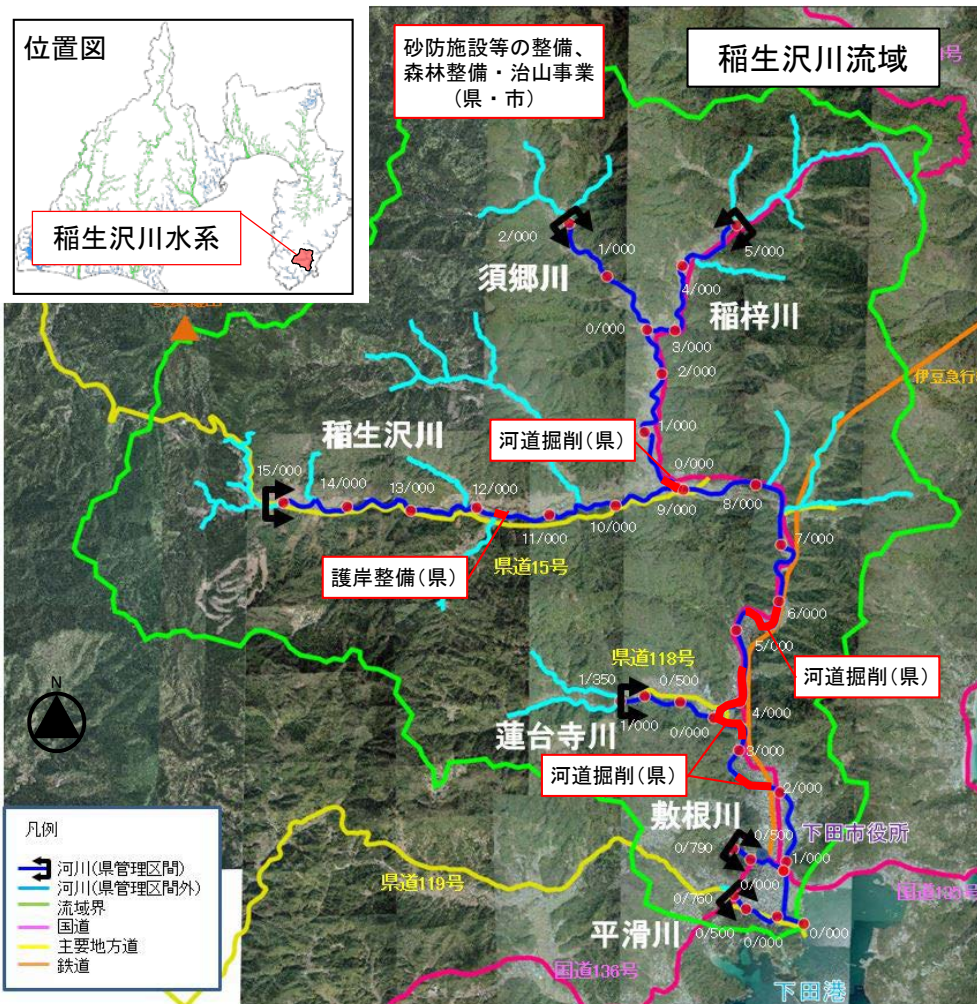 位置図
稲生沢川水系
砂防施設等の整備、
森林整備・治山事業
(県・市)
稲生沢川流域
号
2/000
1/000
須郷川
5/000
4/000
稲梓川
0/000
3/000
2/000
伊豆急行
稲生沢川
河道掘削(県)
1/000
0/000
15/000
14/000
13/000
12/000
11/000
10/000
9/000
8/000
7/000
護岸整備(県)
県道15号
6/000
5/000
県道118号
河道掘削(県)
1/350
0/500
1/000
0/000
4/000
蓮台寺川
3/000
河道掘削(県)
2/000
敷根川
0/500
下田市役所
0/790
1/000
県道119号
0/000
0/760
国道135号
平滑川
0/500
0/000
0/000
国道136号
下田港
N
凡例
河川(県管理区間)
河川(県管理区間外)
流域界
国道
主要地方道
鉄道